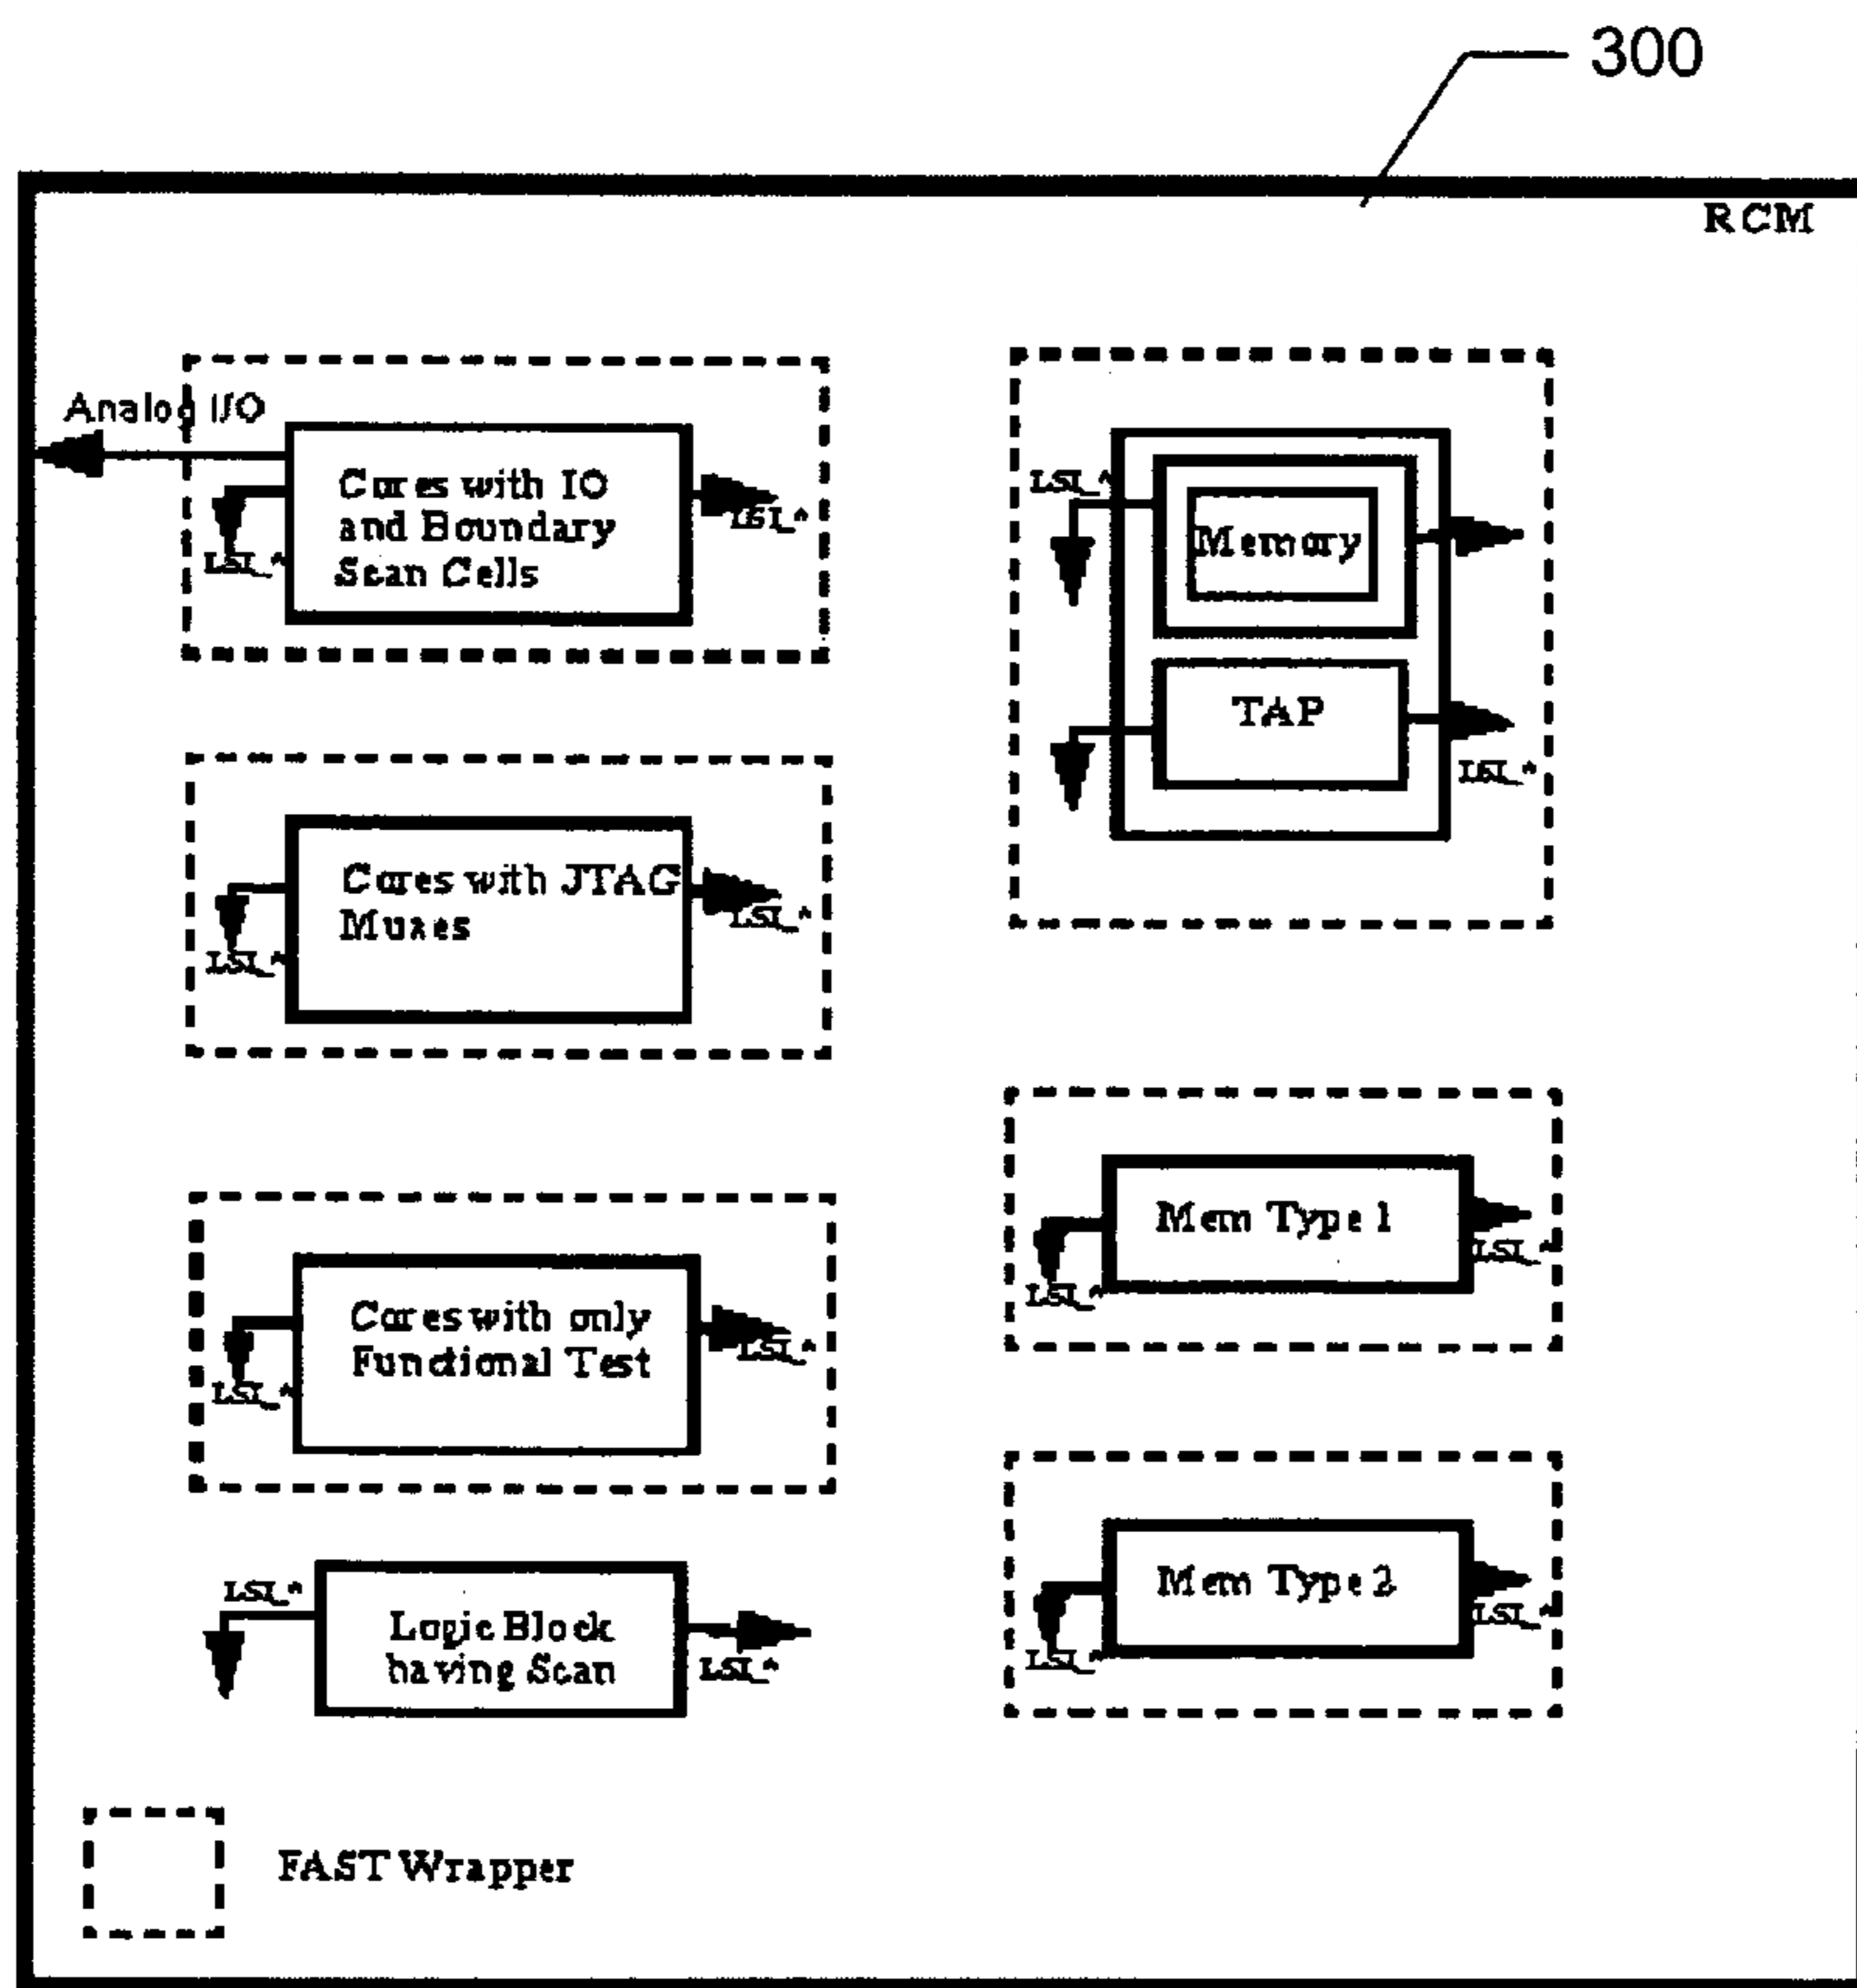 300
RCM
Analog I/O
Cores with IO
and Boundary
Scan Cells
LSI_^
LSI_^
LSI_^
Memory
TAP
LSI_^
Cores with JTAG
Muxes
LSI_^
LSI_^
Mem Type 1
LSI_^
LSI_^
Cores with only
Functional Test
LSI_^
LSI_^
Mem Type 2
LSI_^
LSI_^
LSI_^
Logic Block
having Scan
LSI_^
FAST Wrapper